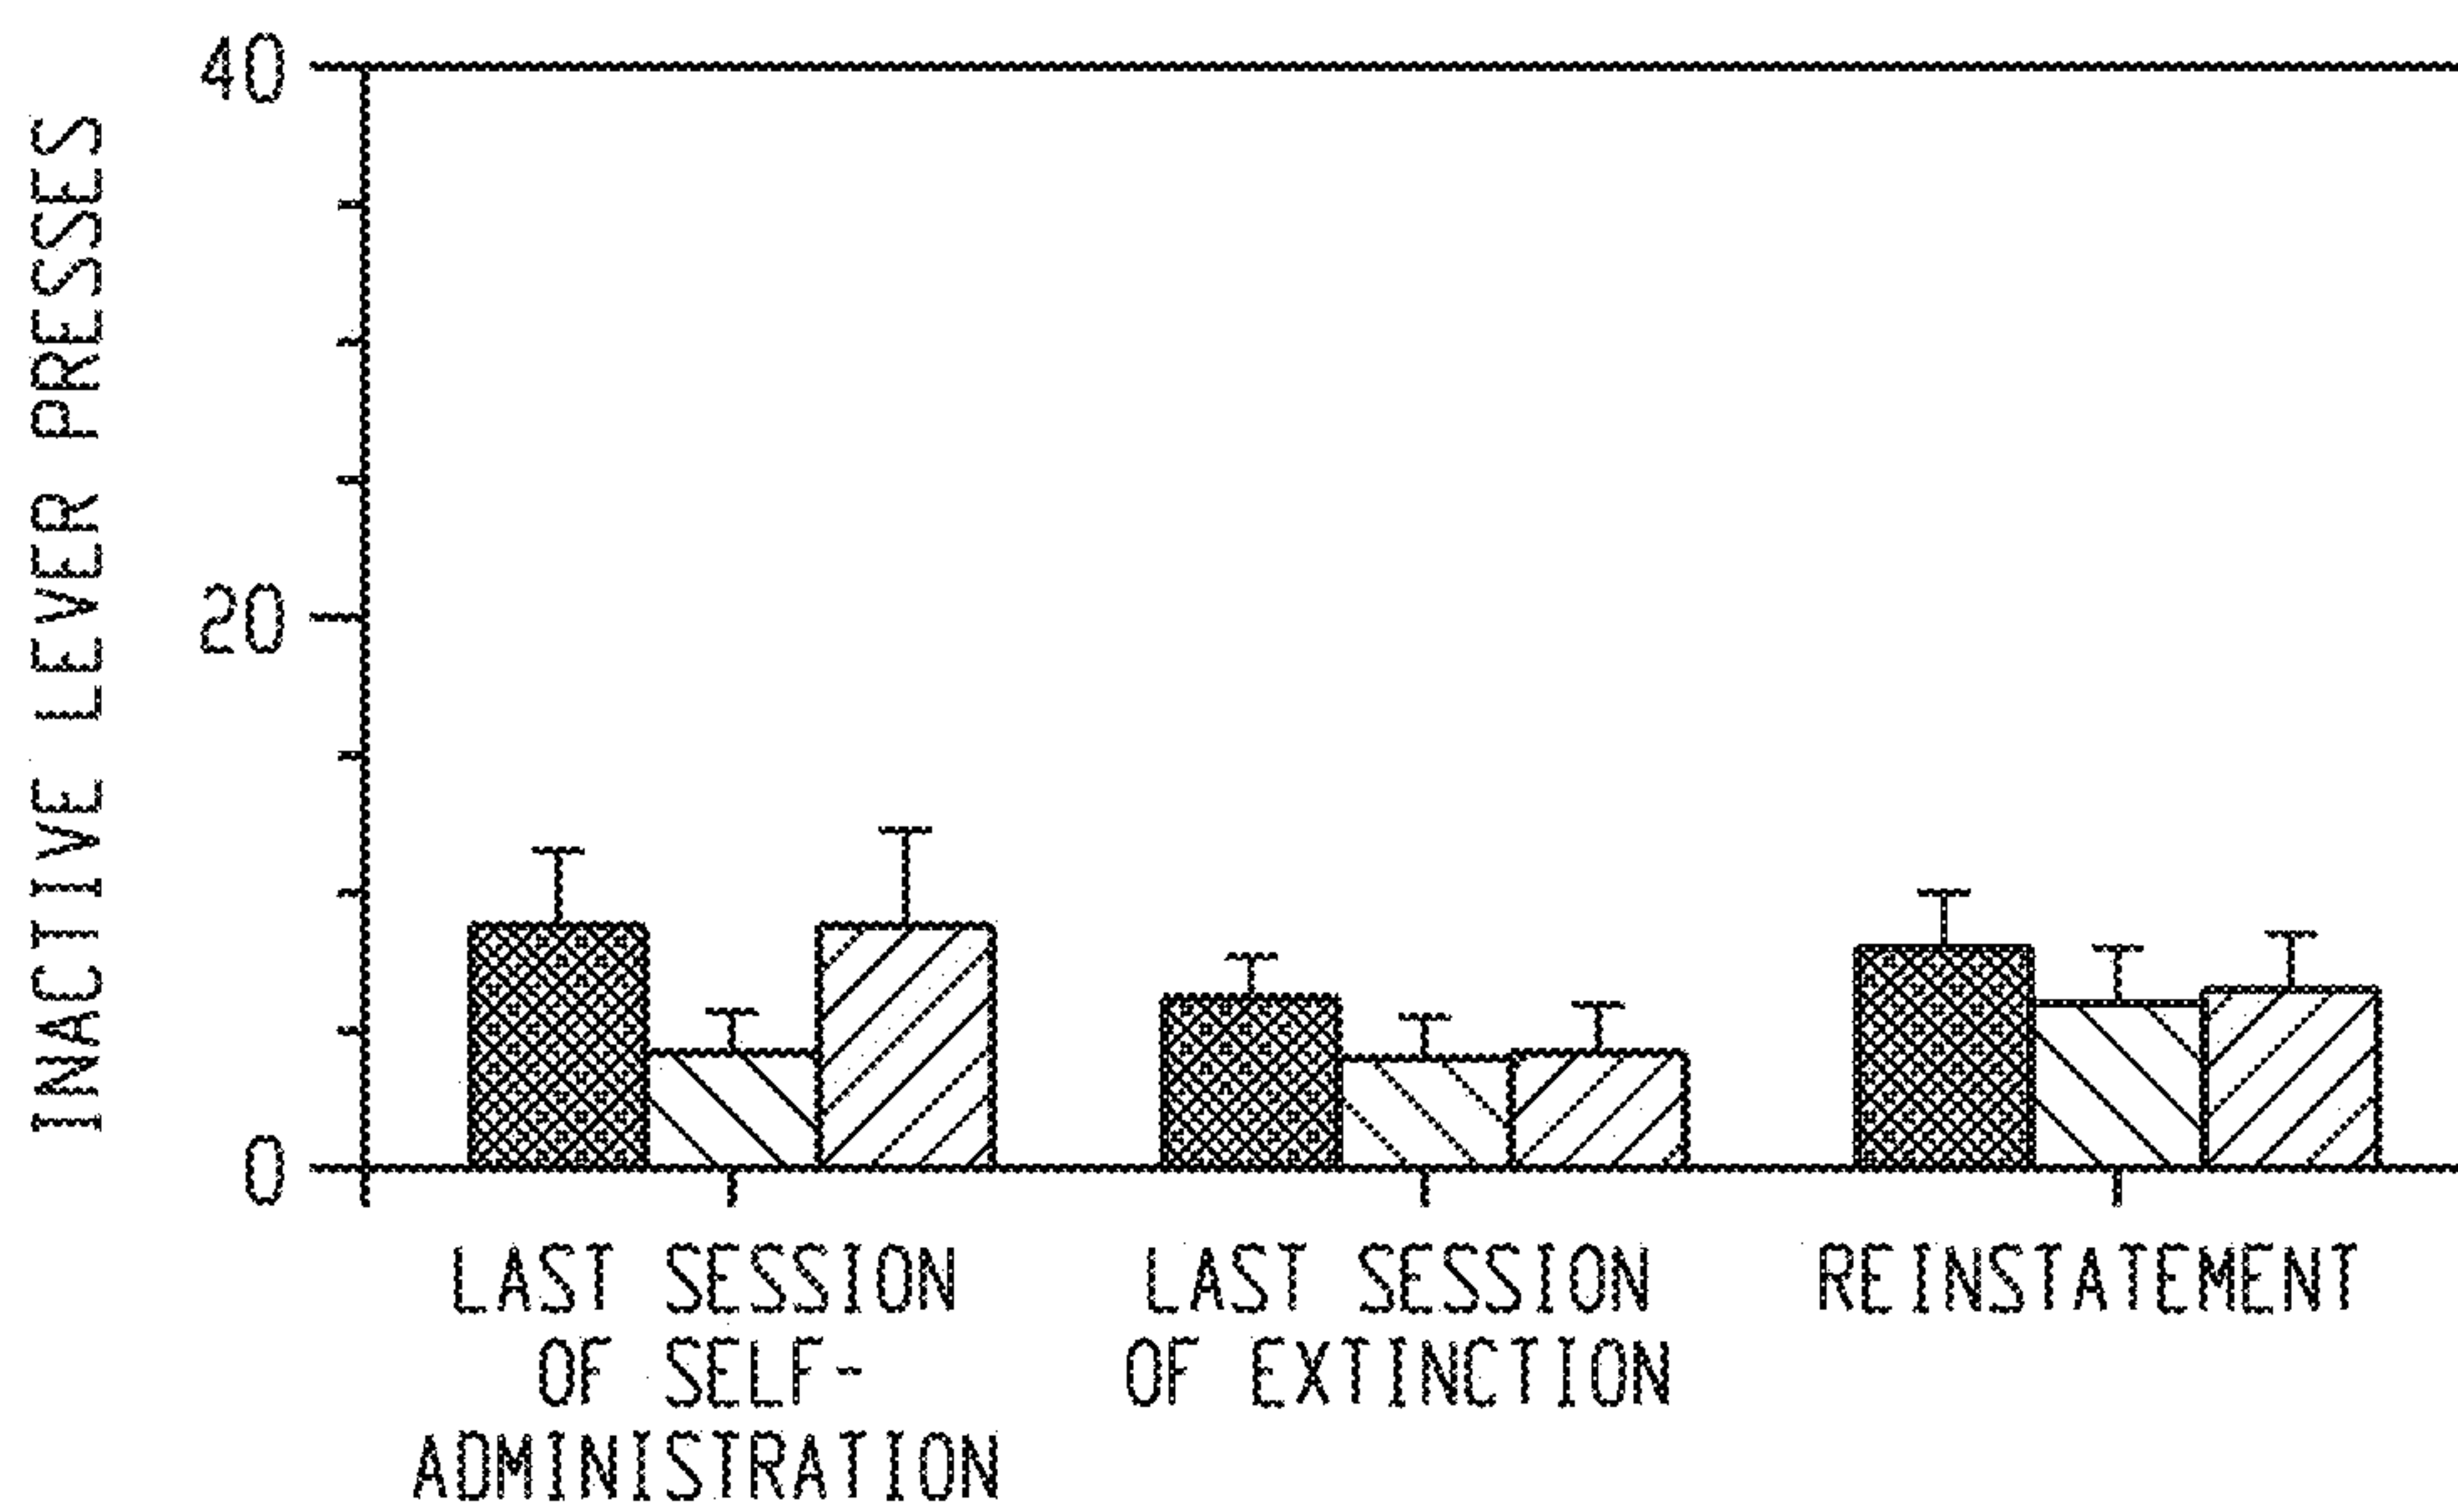 INACTIVE LEVER PRESSES
40
20
0
LAST SESSION
OF SELF-
ADMINISTRATION
LAST SESSION
OF EXTINCTION
REINSTATEMENT